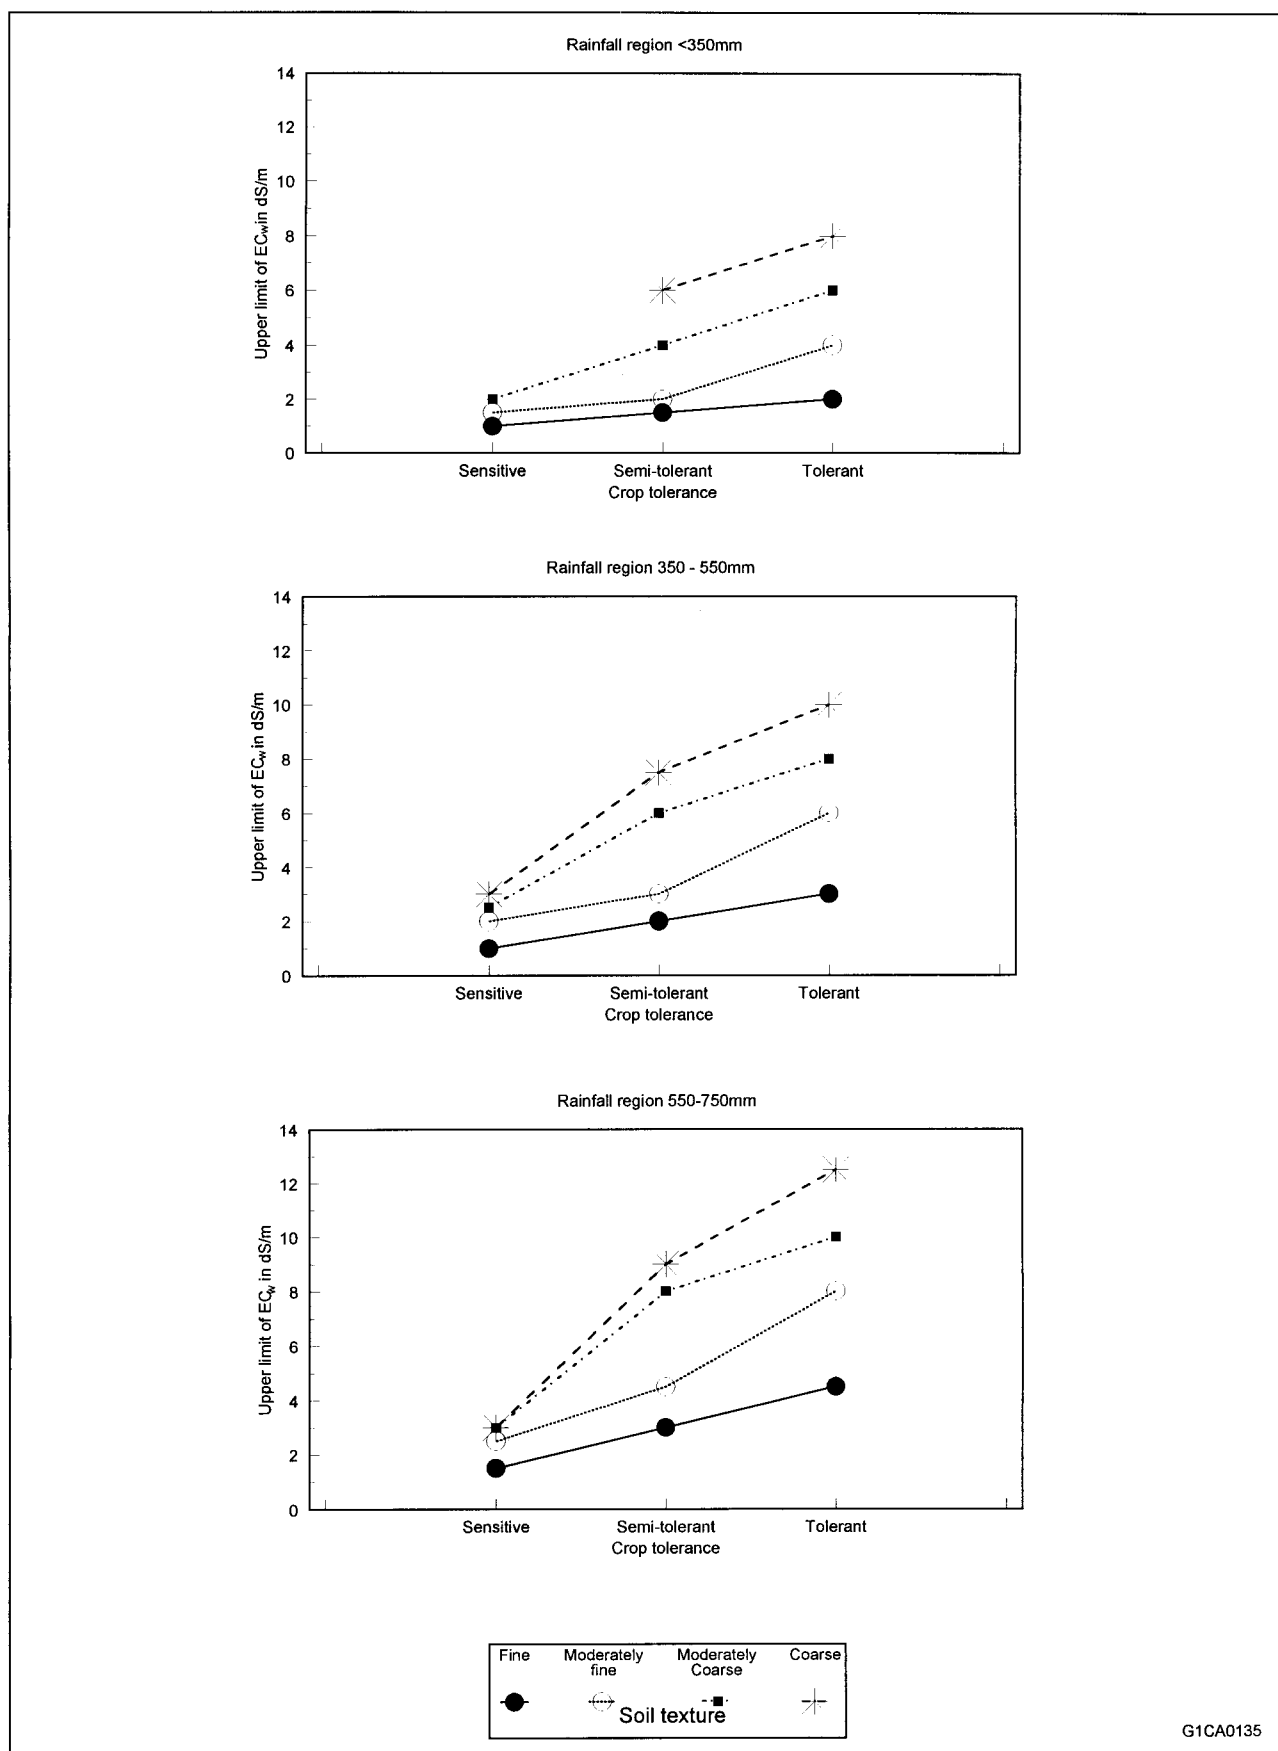 Rainfall region <350mm
14
12
10
8
6
4
2
0
Upper limit of ECw in dS/m
Sensitive Semi-tolerant Tolerant
Crop tolerance
Rainfall region 350 - 550mm
14
12
10
8
6
4
2
0
Upper limit of ECw in dS/m
Sensitive Semi-tolerant Tolerant
Crop tolerance
Rainfall region 550-750mm
14
12
10
8
6
4
2
0
Upper limit of ECw in dS/m
Sensitive Semi-tolerant Tolerant
Crop tolerance
Fine Moderately Moderately Coarse
fine Coarse
Soil texture
G1CA0135